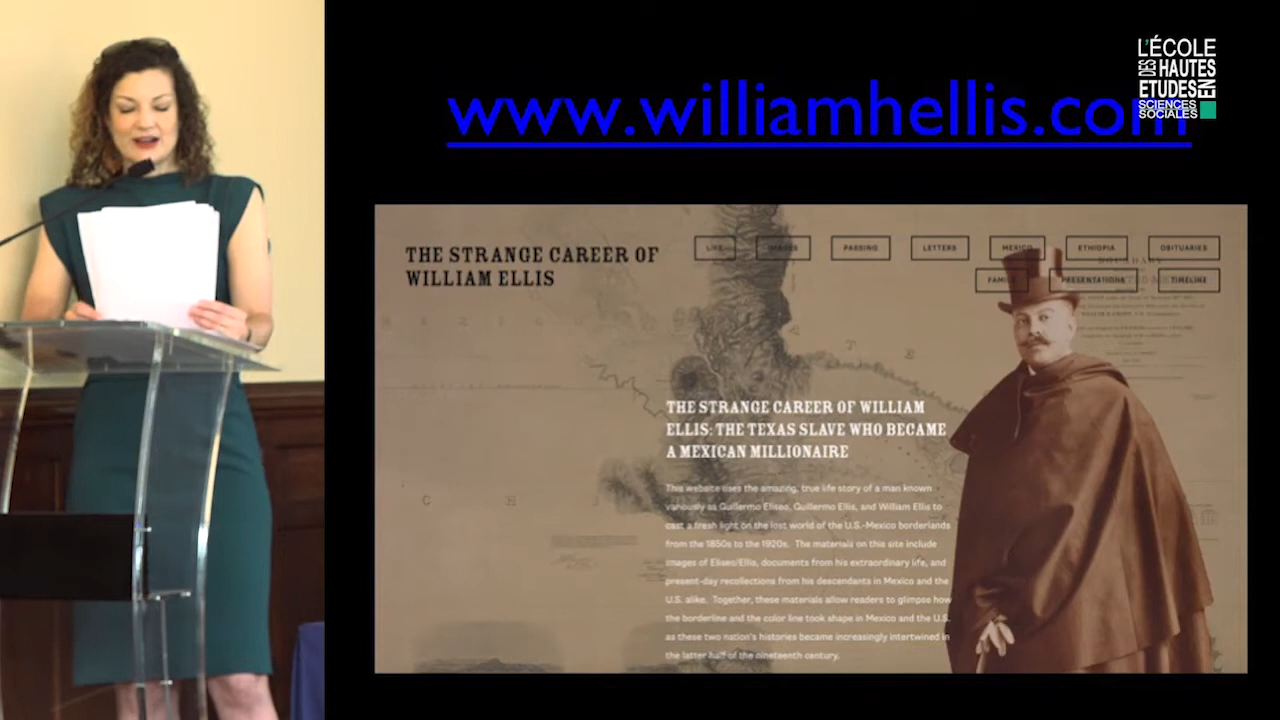 www.williamhellis.com
L'ÉCOLE
DES HAUTES
ETUDES EN
SCIENCES
SOCIALES
THE STRANGE CAREER OF
WILLIAM ELLIS
LIFE IMAGES PASSING LETTERS MEXICO ETHIOPIA OBITUARIES
FAMILY PRESENTATIONS TIMELINE
THE STRANGE CAREER OF WILLIAM
ELLIS: THE TEXAS SLAVE WHO BECAME
A MEXICAN MILLIONAIRE
This website uses the amazing, true life story of a man known
variously as Guillermo Eliseo, Guillermo Ellis, and William Ellis to
cast a fresh light on the lost world of the U.S.-Mexico borderlands
from the 1850s to the 1920s. The materials on this site include
images of Eliseo/Ellis, documents from his extraordinary life, and
present-day recollections from his descendants in Mexico and the
U.S. alike. Together, these materials allow readers to glimpse how
the borderline and the color line took shape in Mexico and the U.S.
as these two nation's histories became increasingly intertwined in
the latter half of the nineteenth century.
A T E
C H E